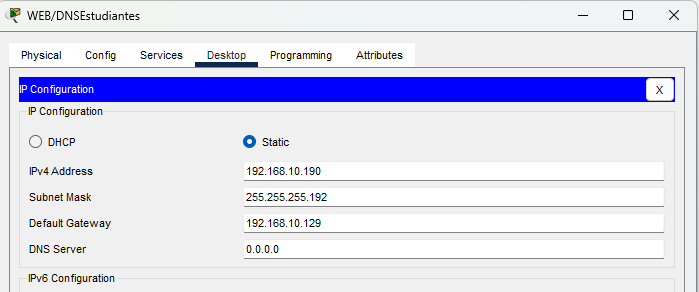 WEB/DNSEstudiantes
Physical Config Services Desktop Programming Attributes
IP Configuration X
IP Configuration
DHCP Static
IPv4 Address 192.168.10.190
Subnet Mask 255.255.255.192
Default Gateway 192.168.10.129
DNS Server 0.0.0.0
IPv6 Configuration